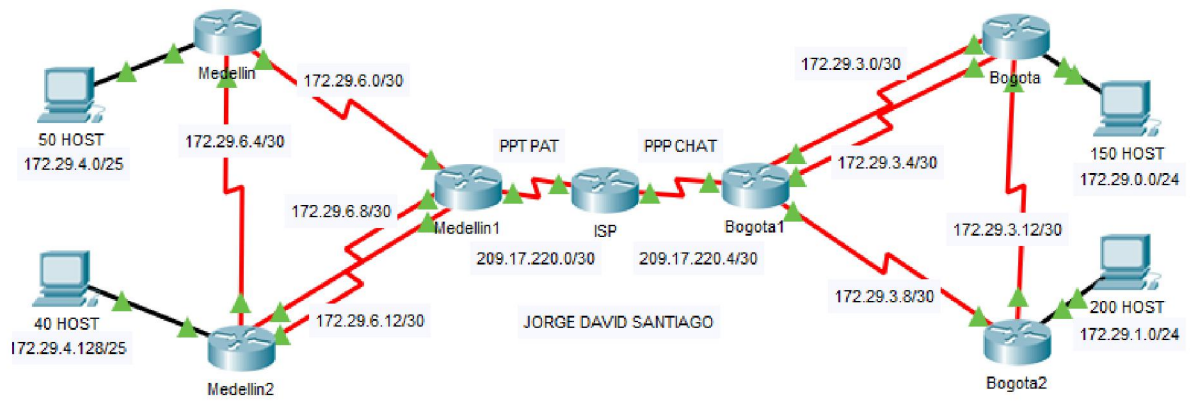 Medellin
172.29.6.0/30
50 HOST
172.29.4.0/25
172.29.6.4/30
172.29.6.8/30
Medellin1
PPT PAT
ISP
209.17.220.0/30
40 HOST
172.29.4.128/25
172.29.6.12/30
Medellin2
PPP CHAT
209.17.220.4/30
Bogota1
JORGE DAVID SANTIAGO
172.29.3.0/30
Bogota
172.29.3.4/30
150 HOST
172.29.0.0/24
172.29.3.12/30
172.29.3.8/30
200 HOST
172.29.1.0/24
Bogota2